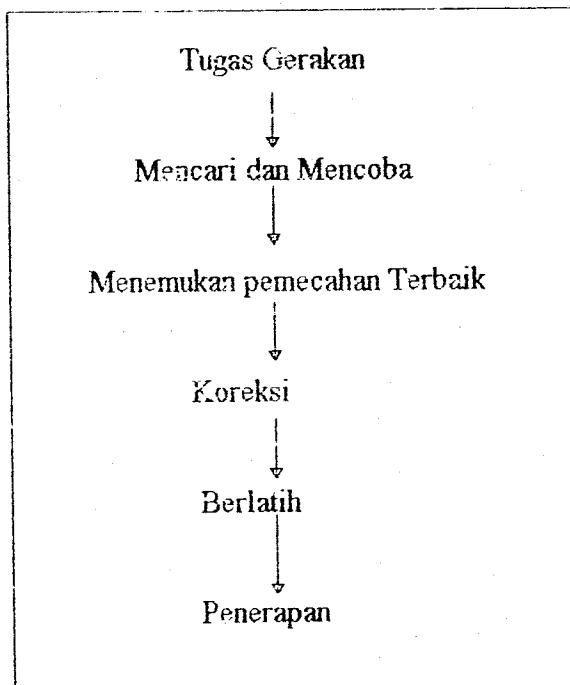 Tugas Gerakan
Mencari dan Mencoba
Menemukan pemecahan Terbaik
Koreksi
Berlatih
Penerapan